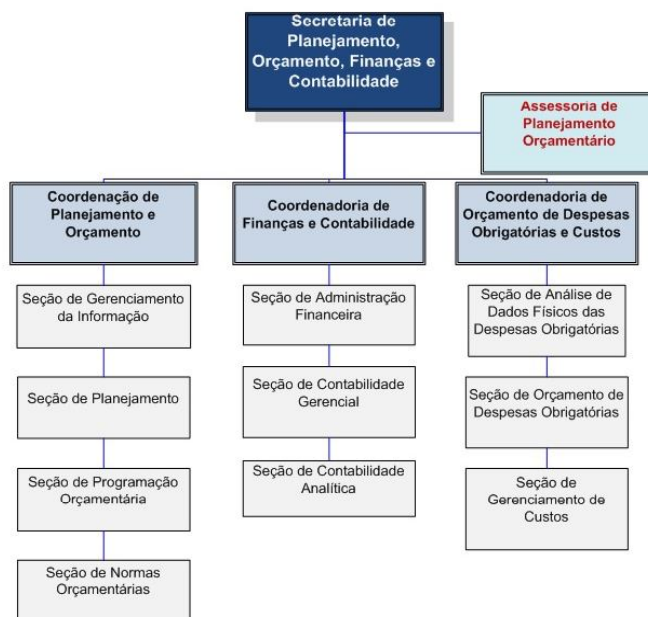 Secretaria de
Planejamento,
Orçamento, Finanças e
Contabilidade
Assessoria de
Planejamento
Orçamentário
Coordenação de
Planejamento e
Orçamento
Seção de Gerenciamento
da Informação
Seção de Planejamento
Seção de Programação
Orçamentária
Seção de Normas
Orçamentárias
Coordenadoria de
Finanças e Contabilidade
Seção de Administração
Financeira
Seção de Contabilidade
Gerencial
Seção de Contabilidade
Analítica
Coordenadoria de
Orçamento de Despesas
Obrigatórias e Custos
Seção de Análise de
Dados Físicos das
Despesas Obrigatórias
Seção de Orçamento de
Despesas Obrigatórias
Seção de
Gerenciamento de
Custos